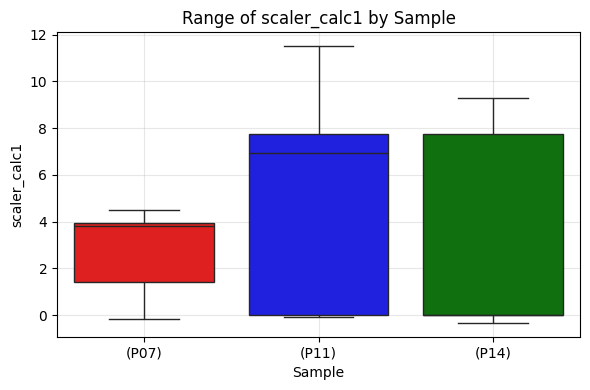 Range of scaler_calc1 by Sample
scaler_calc1
12
10
8
6
4
2
0
(P07) (P11) (P14)
Sample